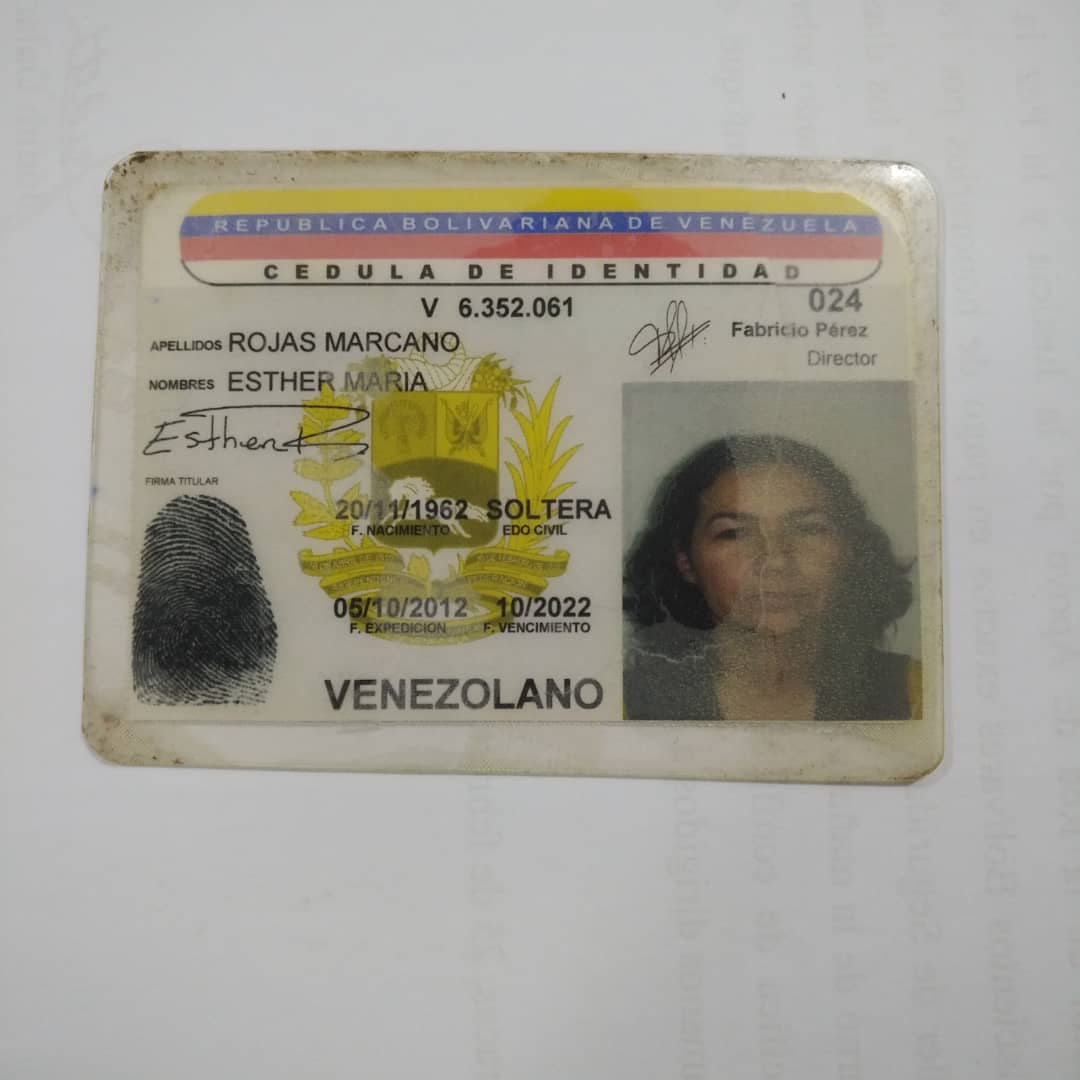 REPUBLICA BOLIVARIANA DE VENEZUELA
CEDULA DE IDENTIDAD
V 6.352.061
024
Fabricio Pérez
Director
APELLIDOS ROJAS MARCANO
NOMBRES ESTHER MARIA
Esther R
FIRMA TITULAR
20/11/1962 SOLTERA
F. NACIMIENTO EDO CIVIL
05/10/2012 10/2022
F. EXPEDICION F. VENCIMIENTO
VENEZOLANO